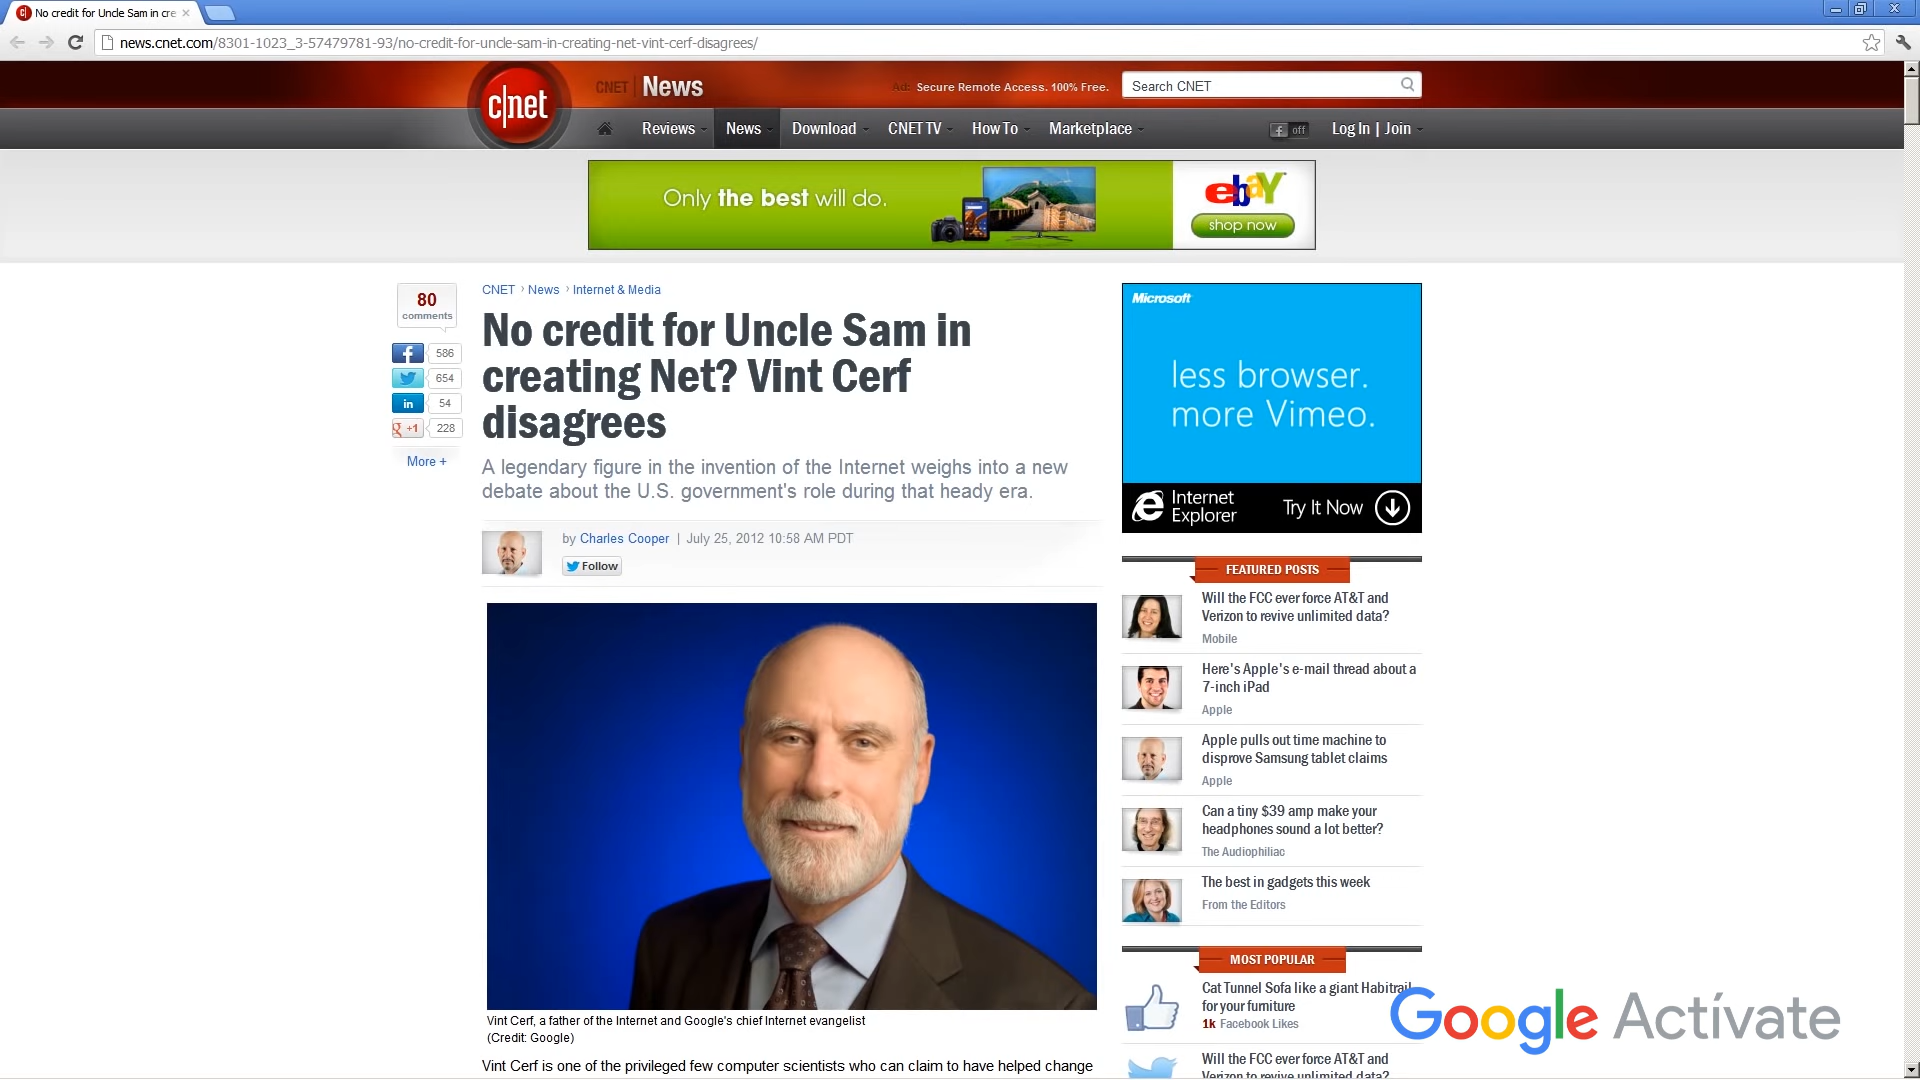 No credit for Uncle Sam in cre
news.cnet.com/8301-1023_3-57479781-93/no-credit-for-uncle-sam-in-creating-net-vint-cerf-disagrees/
c|net
CNET News
Ad: Secure Remote Access. 100% Free.
Search CNET
Reviews News Download CNET TV How To Marketplace
f off
Log In | Join
Only the best will do.
ebay
shop now
80
comments
586
654
in 54
g +1 228
More +
CNET › News › Internet & Media
No credit for Uncle Sam in
creating Net? Vint Cerf
disagrees
A legendary figure in the invention of the Internet weighs into a new
debate about the U.S. government's role during that heady era.
by Charles Cooper | July 25, 2012 10:58 AM PDT
Follow
Vint Cerf, a father of the Internet and Google's chief Internet evangelist
(Credit: Google)
Vint Cerf is one of the privileged few computer scientists who can claim to have helped change
Microsoft
less browser.
more Vimeo.
Internet
Explorer
Try It Now
FEATURED POSTS
Will the FCC ever force AT&T and
Verizon to revive unlimited data?
Mobile
Here's Apple's e-mail thread about a
7-inch iPad
Apple
Apple pulls out time machine to
disprove Samsung tablet claims
Apple
Can a tiny $39 amp make your
headphones sound a lot better?
The Audiophiliac
The best in gadgets this week
From the Editors
MOST POPULAR
Cat Tunnel Sofa like a giant Habitrail
for your furniture
1k Facebook Likes
Will the FCC ever force AT&T and
Verizon to revive unlimited data?
Google Actívate